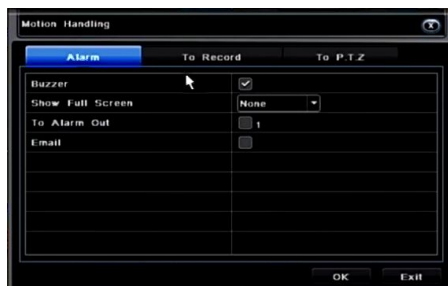 Motion Handling
X
Alarm To Record To P.T.Z
Buzzer
Show Full Screen None
To Alarm Out 1
Email
OK Exit